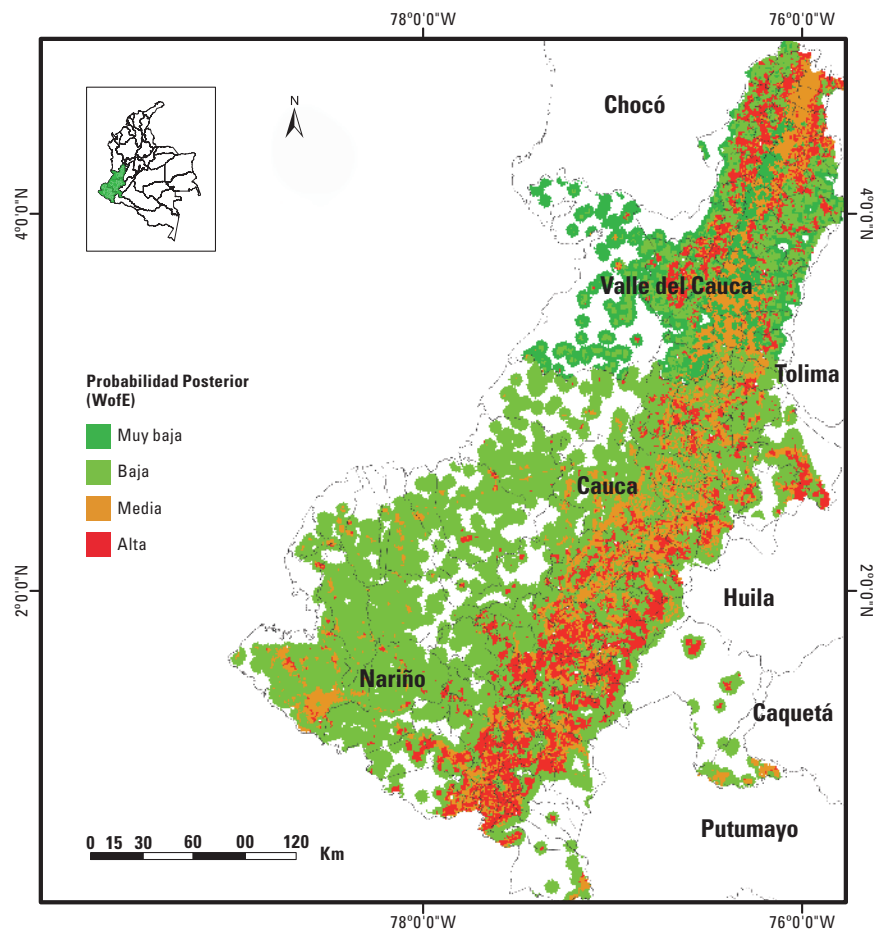 78°0'0"W 76°0'0"W
N
Chocó
4°0'0"N 4°0'0"N
Valle del Cauca
Tolima
Probabilidad Posterior
(WofE)
Muy baja
Baja
Media
Alta
Cauca
2°0'0"N 2°0'0"N
Huila
Nariño
Caquetá
Putumayo
0 15 30 60 00 120
Km
78°0'0"W 76°0'0"W